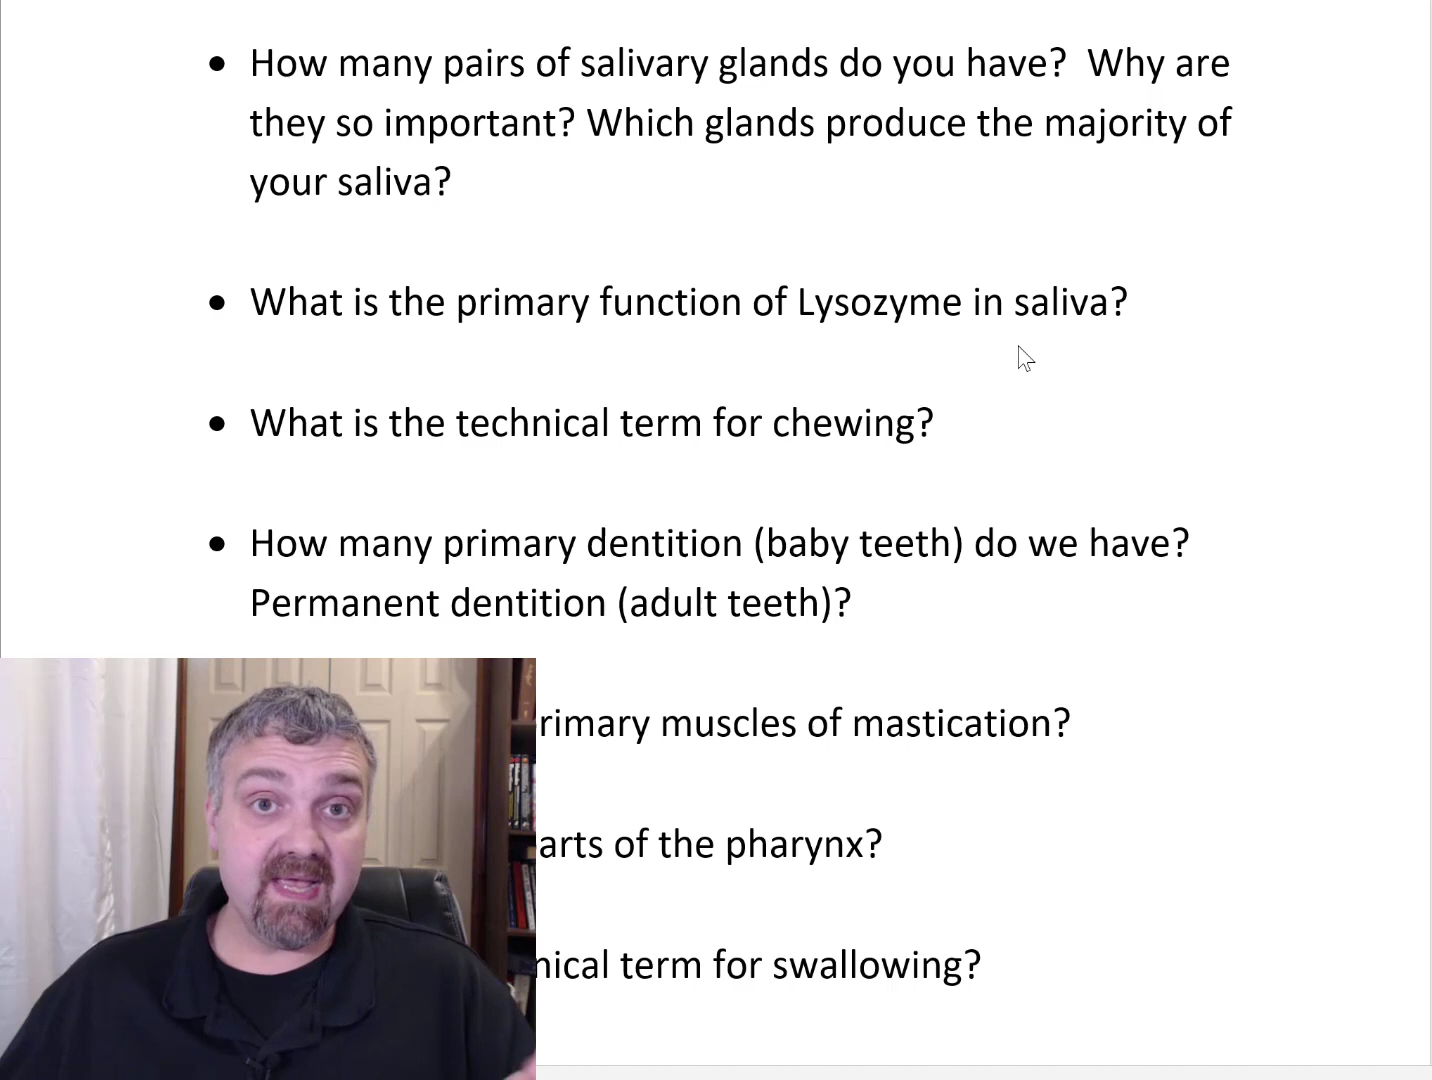 • How many pairs of salivary glands do you have?  Why are
they so important? Which glands produce the majority of
your saliva?
• What is the primary function of Lysozyme in saliva?
• What is the technical term for chewing?
• How many primary dentition (baby teeth) do we have?
Permanent dentition (adult teeth)?
rimary muscles of mastication?
arts of the pharynx?
nical term for swallowing?